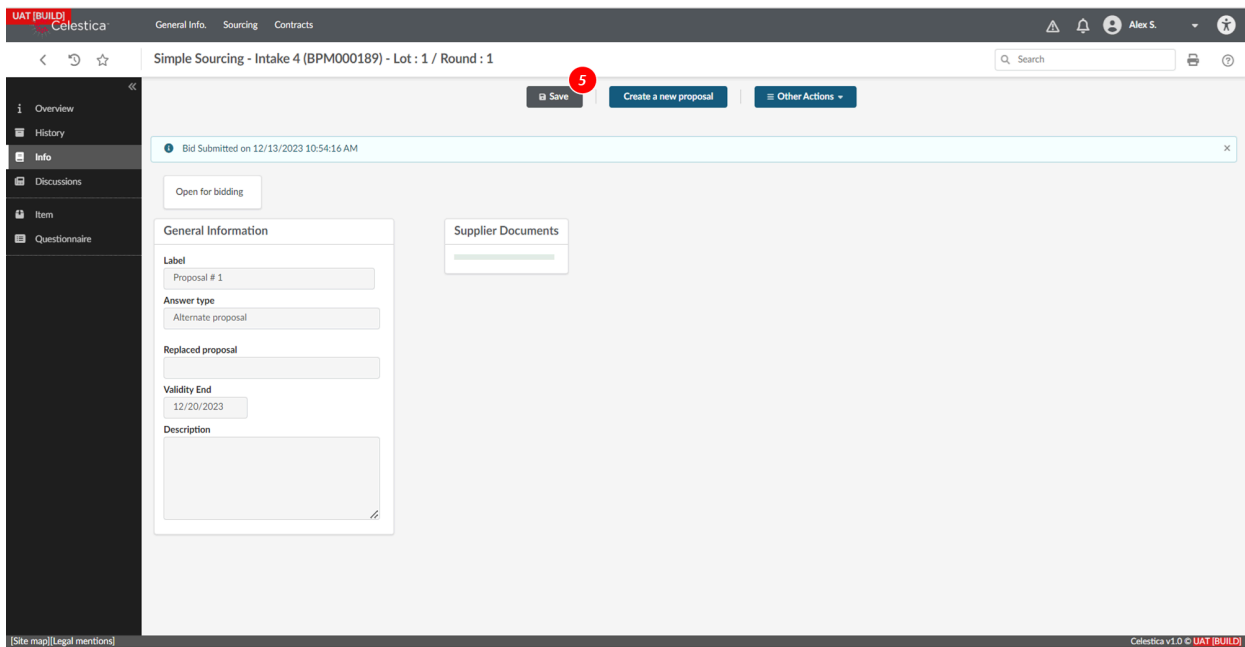 UAT [BUILD]
Celestica
General Info. Sourcing Contracts
Alex S.
Simple Sourcing - Intake 4 (BPM000189) - Lot : 1 / Round : 1
Search
5
Save
Create a new proposal
Other Actions
Overview
History
Info
Discussions
Item
Questionnaire
Bid Submitted on 12/13/2023 10:54:16 AM
Open for bidding
General Information
Supplier Documents
Label
Proposal # 1
Answer type
Alternate proposal
Replaced proposal
Validity End
12/20/2023
Description
[Site map][Legal mentions]
Celestica v1.0 © UAT [BUILD]